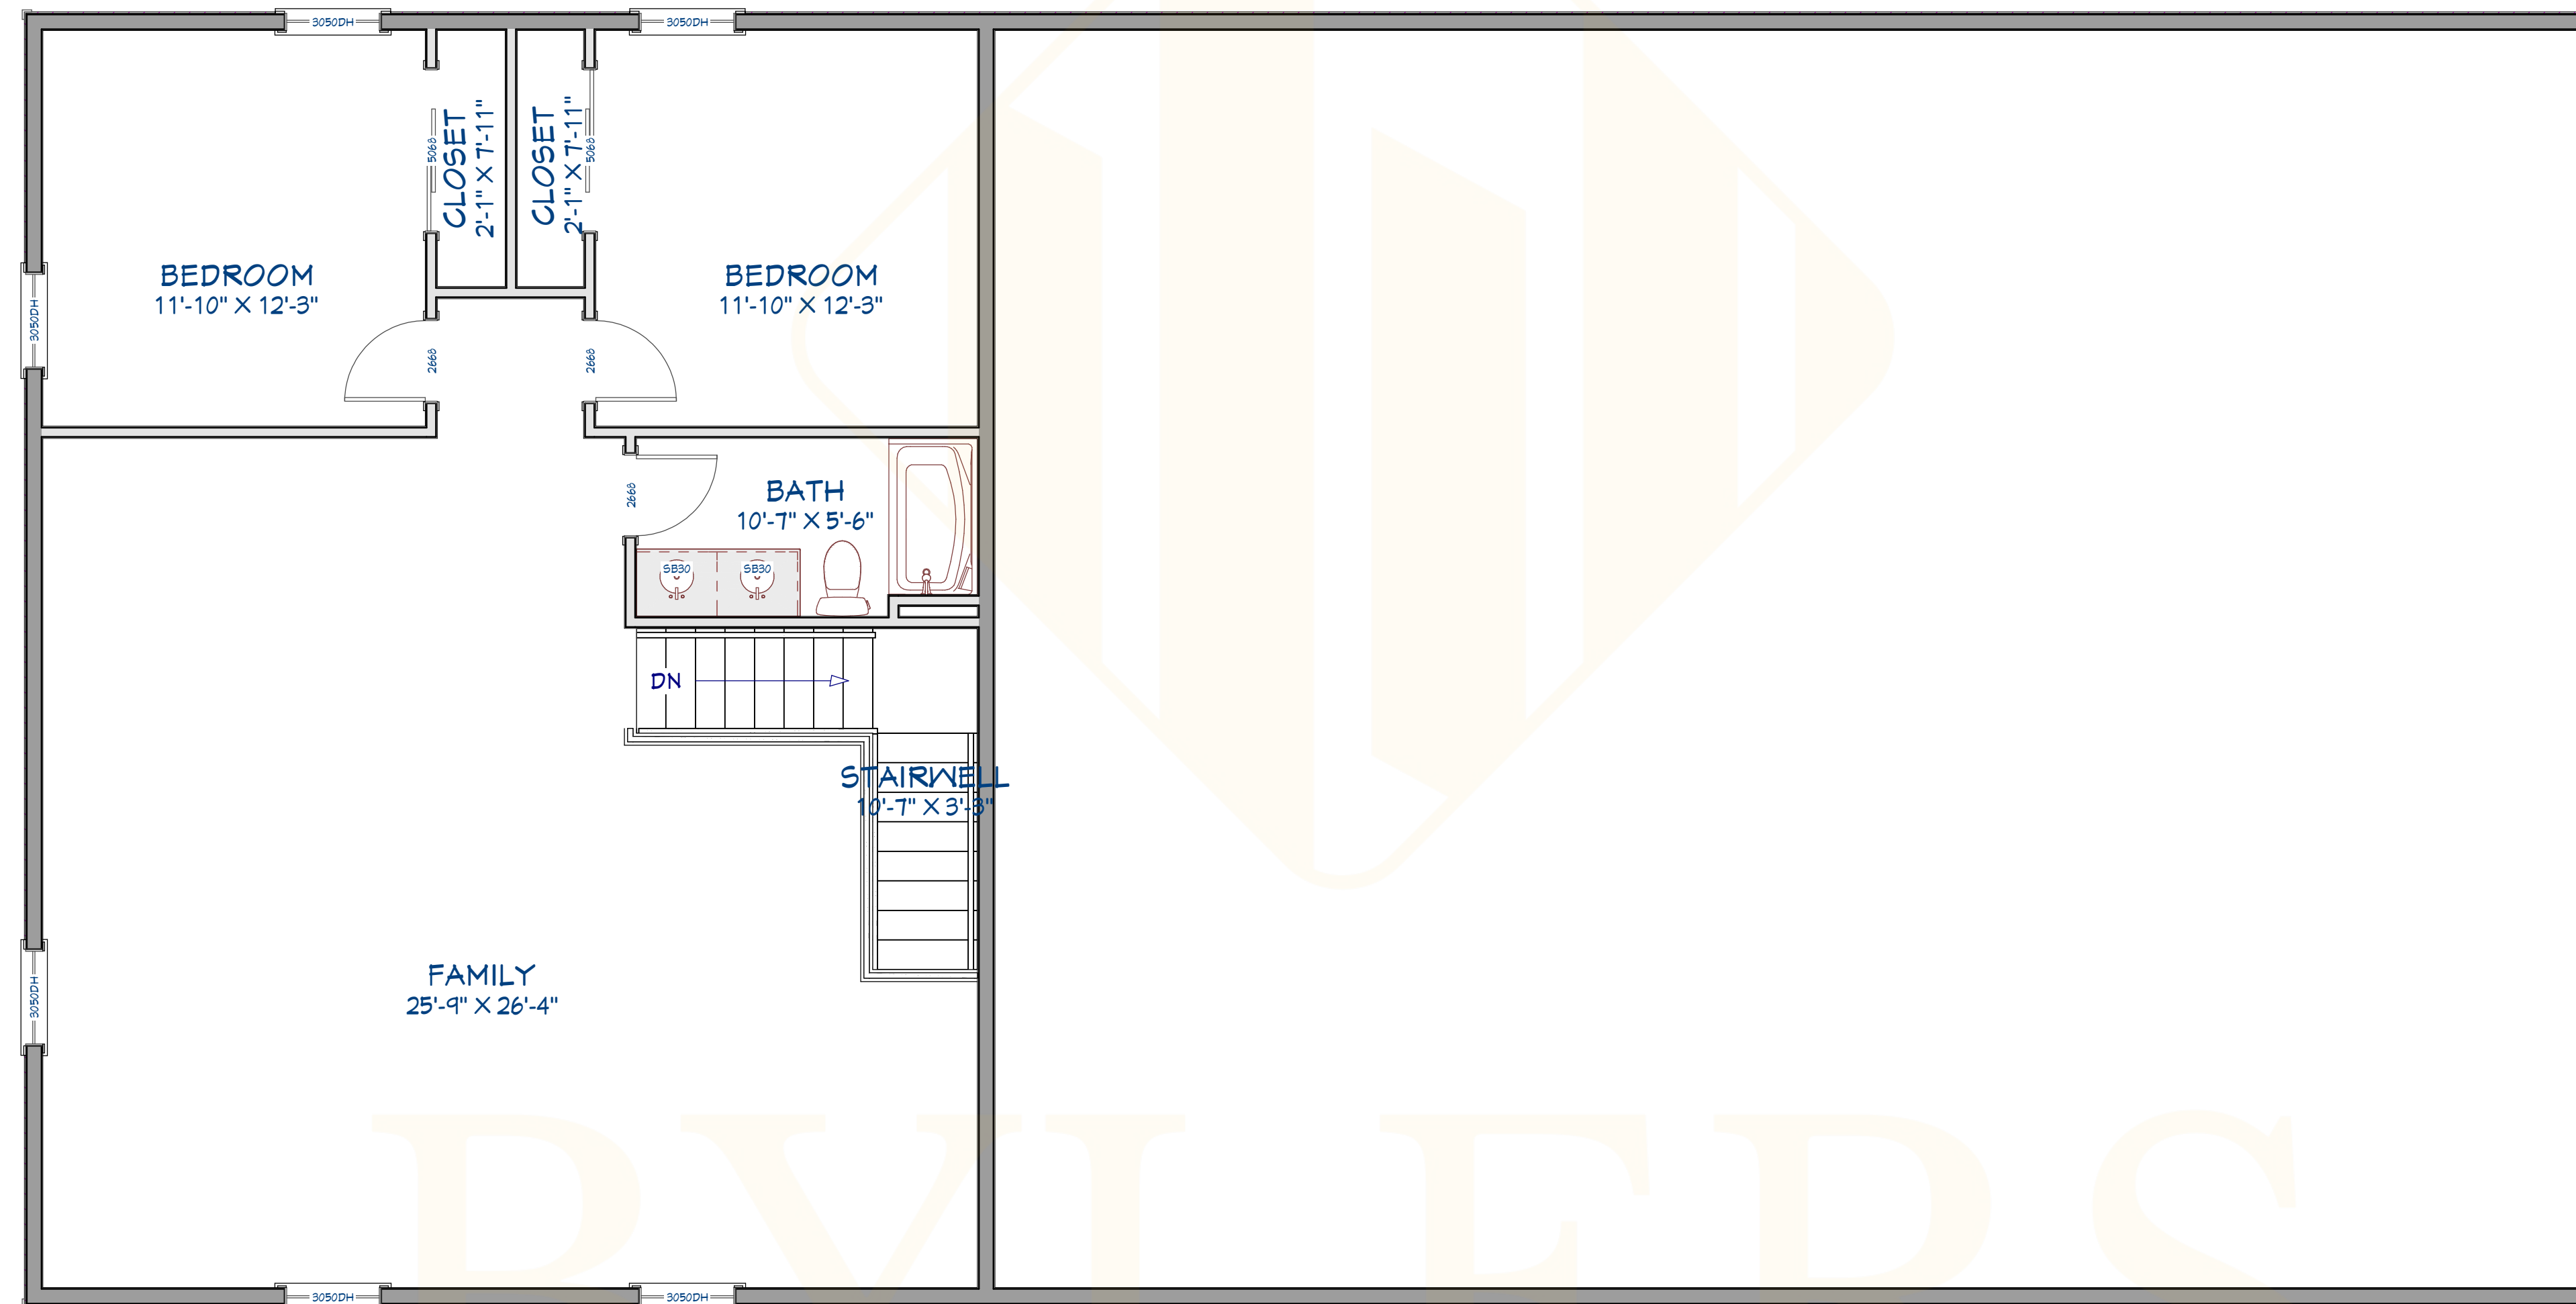 3050DH
3050DH
CLOSET
2'-1" X 7'-11"
5068
CLOSET
2'-1" X 7'-11"
5068
BEDROOM
11'-10" X 12'-3"
BEDROOM
11'-10" X 12'-3"
3050DH
2668
2668
BATH
10'-7" X 5'-6"
2668
SB30
SB30
DN
STAIRWELL
10'-7" X 3'-3"
FAMILY
25'-9" X 26'-4"
3050DH
3050DH
3050DH